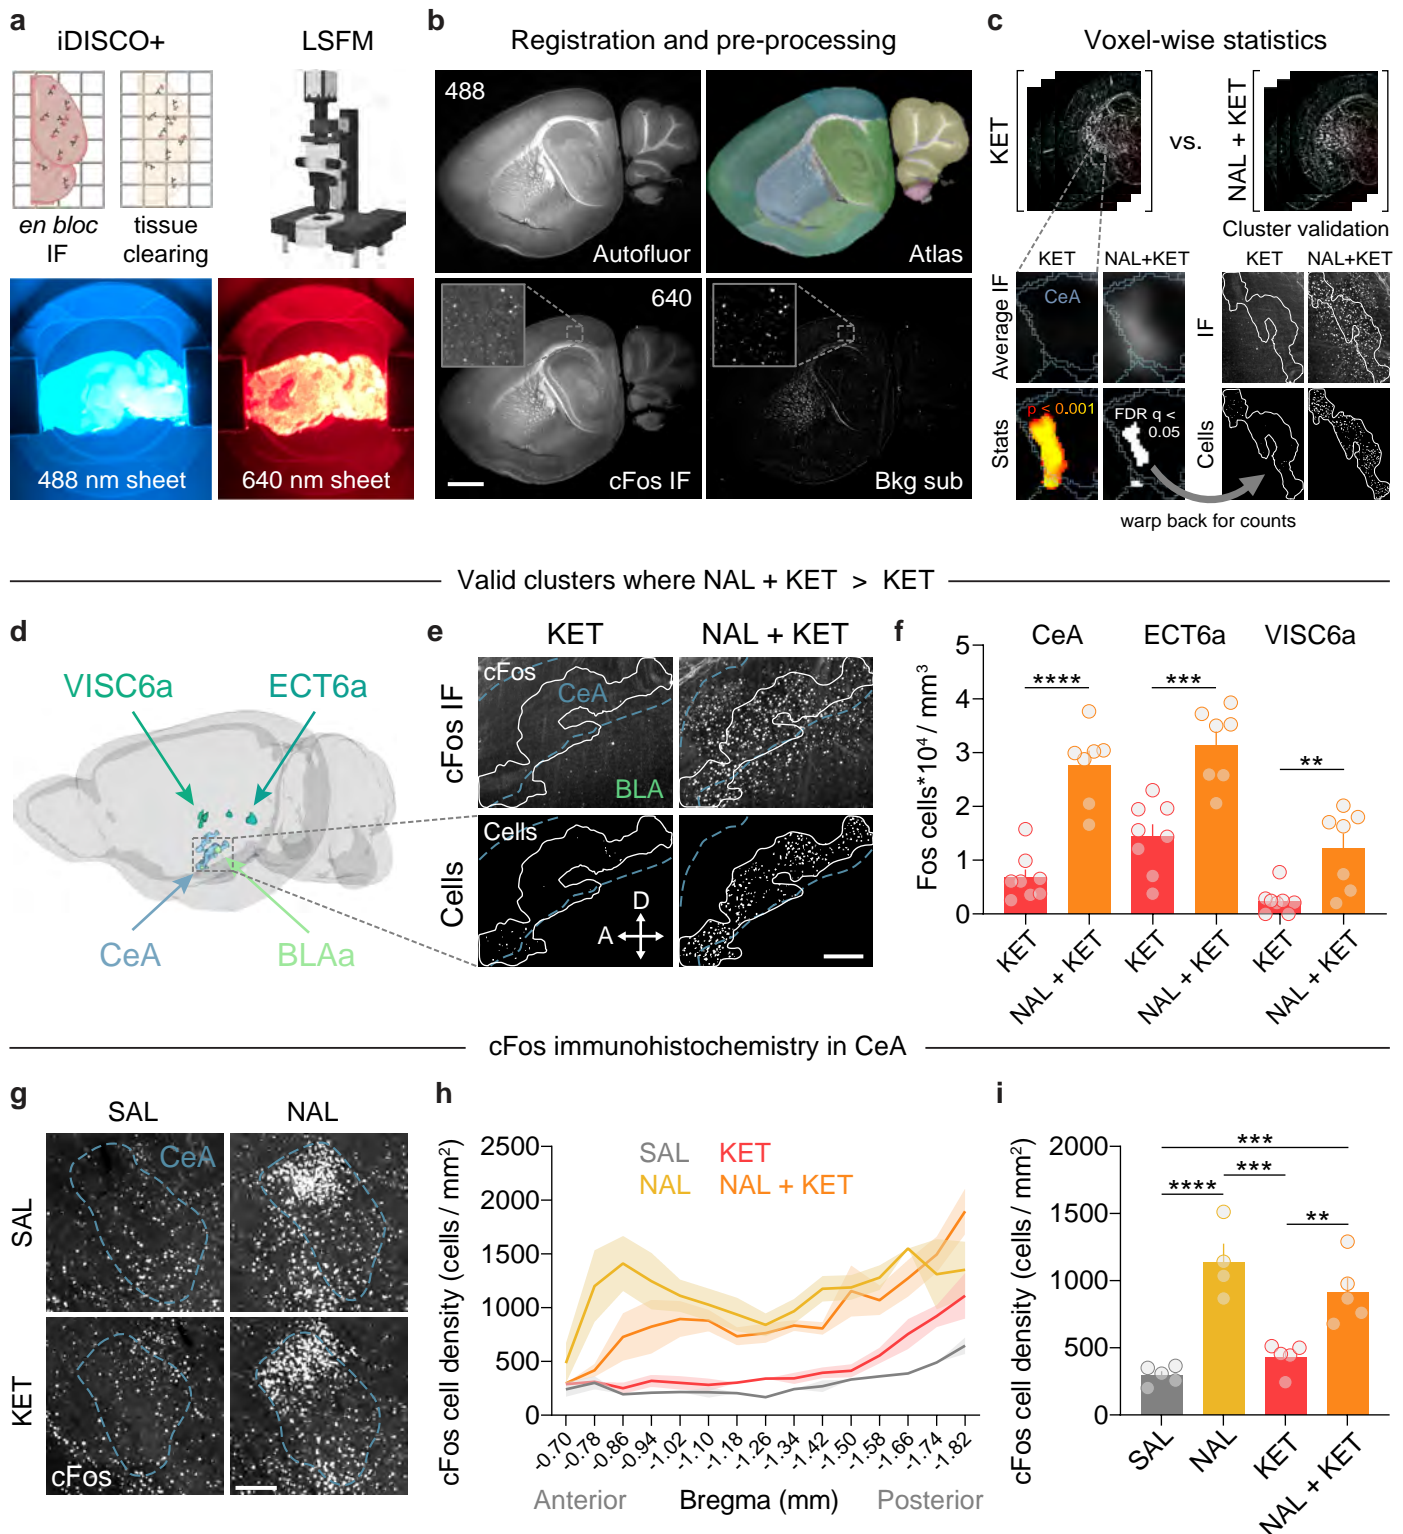 a
iDISCO+
LSFM
en bloc
IF
tissue
clearing
488 nm sheet
640 nm sheet
b
Registration and pre-processing
488
Autofluor
Atlas
640
cFos IF
Bkg sub
c
Voxel-wise statistics
KET
vs.
NAL + KET
Cluster validation
KET
NAL+KET
KET
NAL+KET
Average IF
CeA
IF
Stats
p < 0.001
FDR q <
0.05
Cells
warp back for counts
Valid clusters where NAL + KET > KET
d
VISC6a
ECT6a
CeA
BLAa
e
KET
NAL + KET
cFos IF
cFos
CeA
BLA
Cells
Cells
D
A
f
CeA
ECT6a
VISC6a
Fos cells*10⁴ / mm³
5
4
3
2
1
0
****
***
**
KET
NAL + KET
KET
NAL + KET
KET
NAL + KET
cFos immunohistochemistry in CeA
g
SAL
NAL
SAL
CeA
KET
cFos
h
cFos cell density (cells / mm²)
2500
2000
1500
1000
500
0
SAL
KET
NAL
NAL + KET
-0.70
-0.78
-0.86
-0.94
-1.02
-1.10
-1.18
-1.26
-1.34
-1.42
-1.50
-1.58
-1.66
-1.74
-1.82
Anterior
Bregma (mm)
Posterior
i
cFos cell density (cells / mm²)
2000
1500
1000
500
0
***
***
****
**
SAL
NAL
KET
NAL + KET